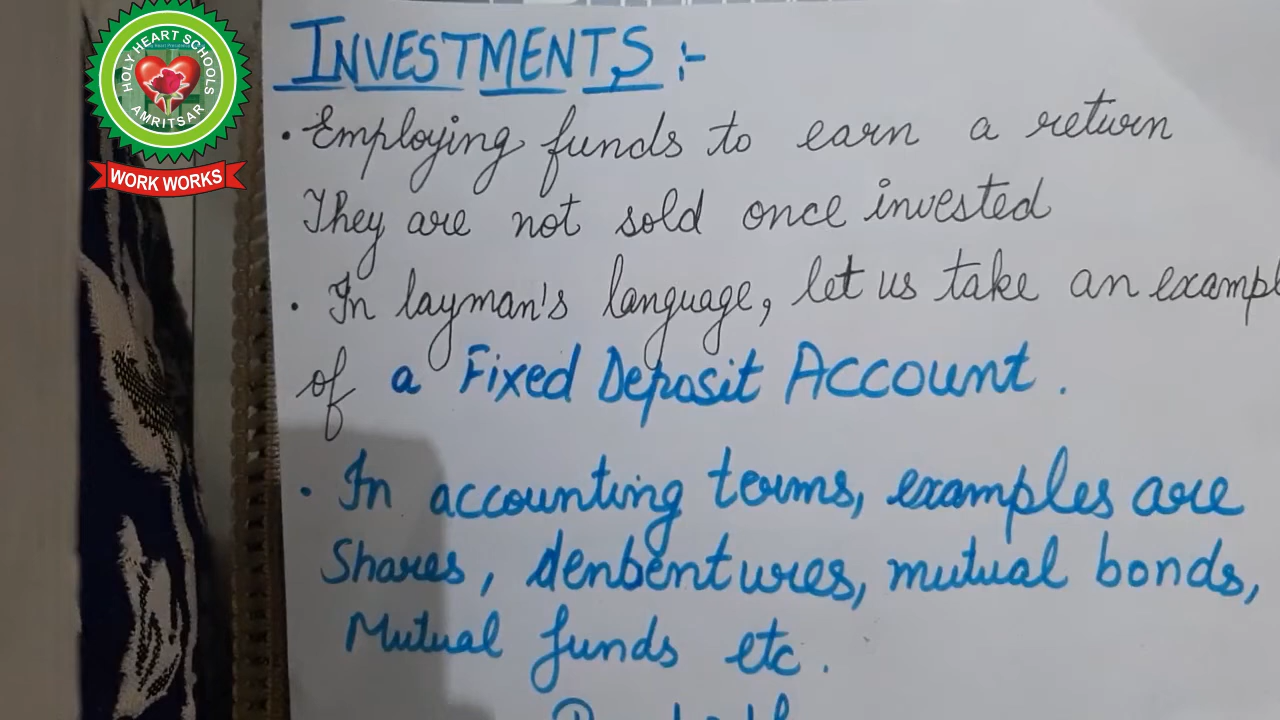 HOLY HEART SCHOOLS
AMRITSAR
WORK WORKS
INVESTMENTS :-
• Employing funds to earn a return
They are not sold once invested
• In layman's language, let us take an exampl
of a Fixed Deposit Account .
• In accounting terms, examples are
Shares, denbentures, mutual bonds,
Mutual funds etc.